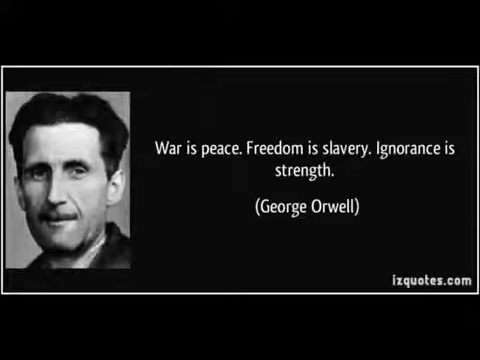 War is peace. Freedom is slavery. Ignorance is
strength.
(George Orwell)
izquotes.com